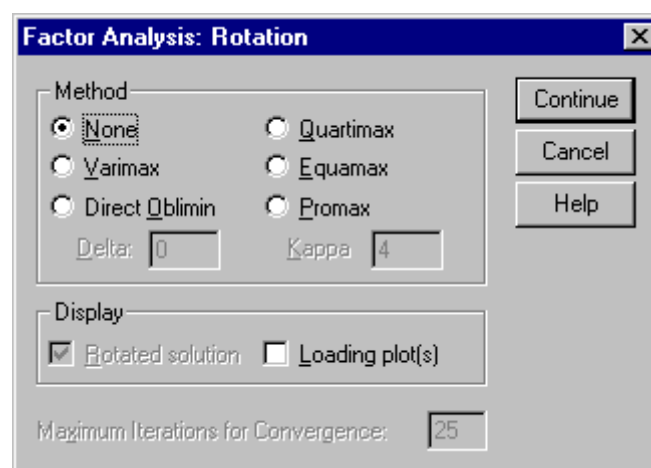 Factor Analysis: Rotation
Method
None
Quartimax
Varimax
Equamax
Direct Oblimin
Promax
Delta: 0
Kappa 4
Display
Rotated solution
Loading plot(s)
Maximum Iterations for Convergence: 25
Continue
Cancel
Help